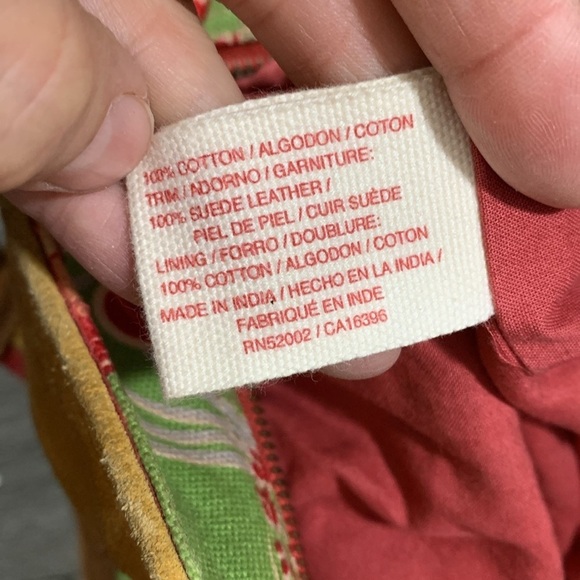 100% COTTON / ALGODON / COTON
TRIM / ADORNO / GARNITURE:
100% SUEDE LEATHER /
PIEL DE PIEL / CUIR SUÈDE
LINING / FORRO / DOUBLURE:
100% COTTON / ALGODON / COTON
MADE IN INDIA / HECHO EN LA INDIA /
FABRIQUÉ EN INDE
RN52002 / CA16396